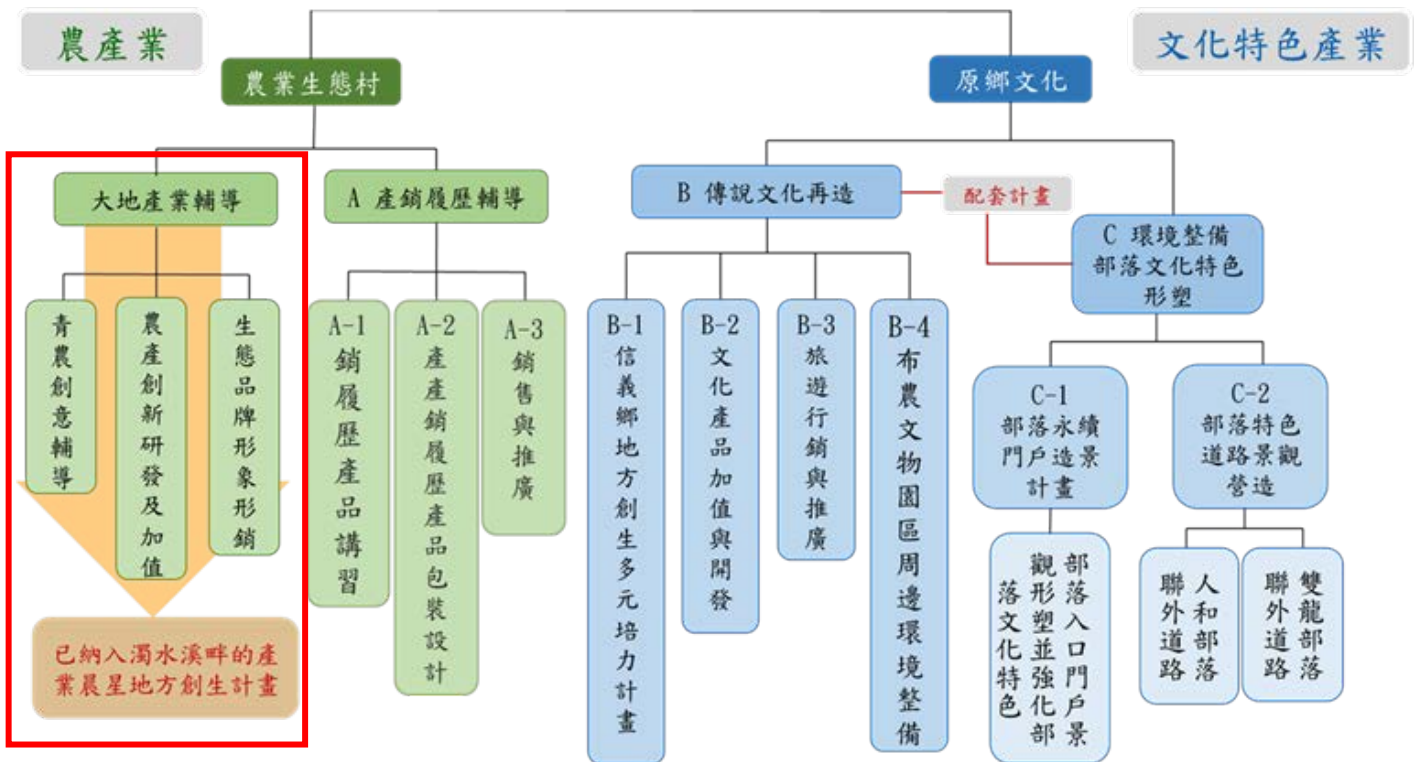 農產業
文化特色產業
農業生態村
原鄉文化
大地產業輔導
A 產銷履歷輔導
B 傳說文化再造
配套計畫
C 環境整備
部落文化特色
形塑
青農創意輔導
農產創新研發及加值
生態品牌形象形銷
A-1
銷履歷產品講習
A-2
產產銷履歷產品包裝設計
A-3
銷售與推廣
B-1
信義鄉地方創生多元培力計畫
B-2
文化產品加值與開發
B-3
旅遊行銷與推廣
B-4
布農文物園區周邊環境整備
C-1
部落永續
門戶造景
計畫
C-2
部落特色
道路景觀
營造
部落入口門戶景
觀形塑並強化部
落文化特色
人和部落
聯外道路
雙龍部落
聯外道路
已納入濁水溪畔的產
業晨星地方創生計畫